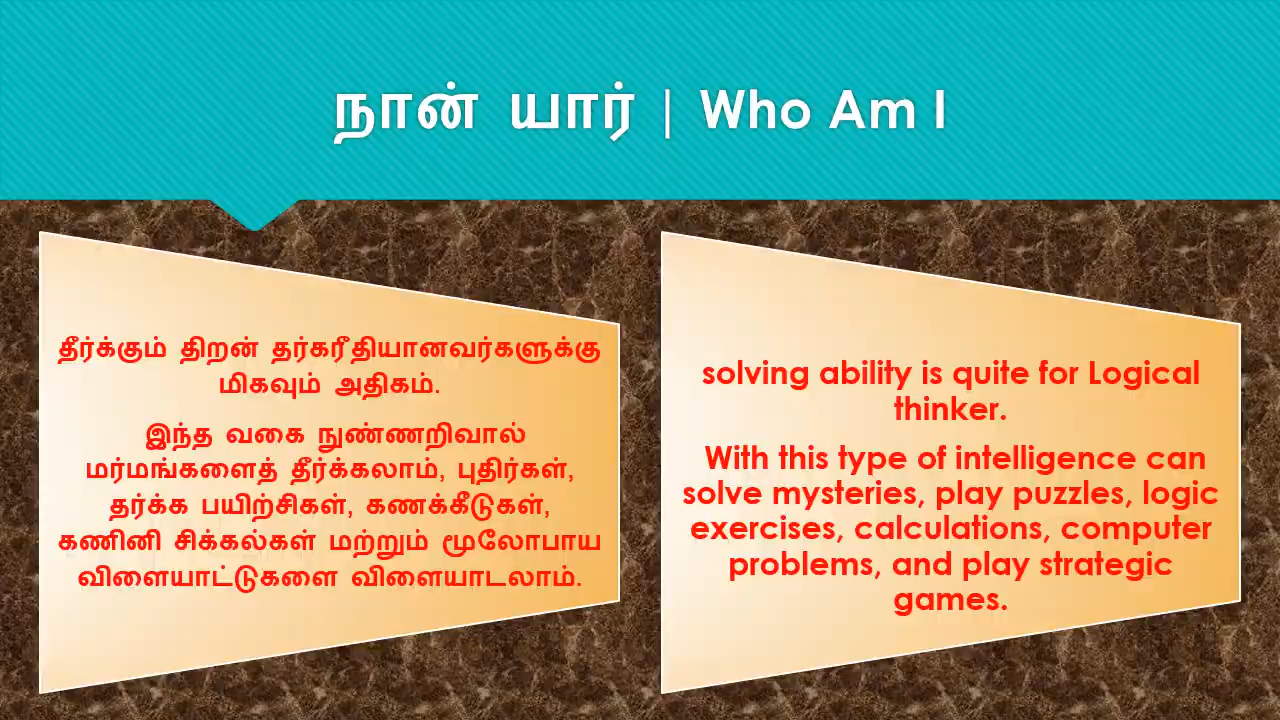 நான் யார் | Who Am I
தீர்க்கும் திறன் தர்கரீதியானவர்களுக்கு
மிகவும் அதிகம்.
இந்த வகை நுண்ணறிவால்
மர்மங்களைத் தீர்க்கலாம், புதிர்கள்,
தர்க்க பயிற்சிகள், கணக்கீடுகள்,
கணினி சிக்கல்கள் மற்றும் மூலோபாய
விளையாட்டுகளை விளையாடலாம்.
solving ability is quite for Logical
thinker.
With this type of intelligence can
solve mysteries, play puzzles, logic
exercises, calculations, computer
problems, and play strategic
games.